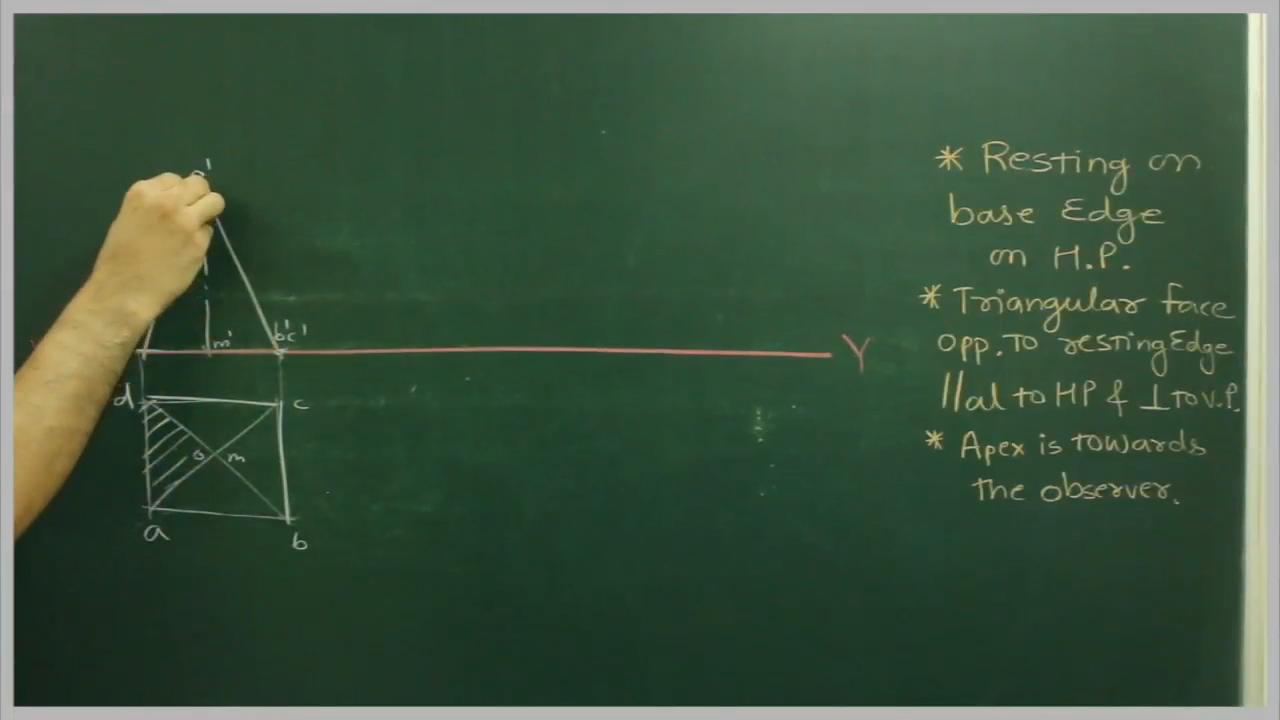 o'
m'
b'c'
Y
d
c
o
m
a
b
* Resting on
base Edge
on H.P.
* Triangular face
opp. TO resting Edge
//al to HP & ⊥ TO V.P.
* Apex is towards
the observer.